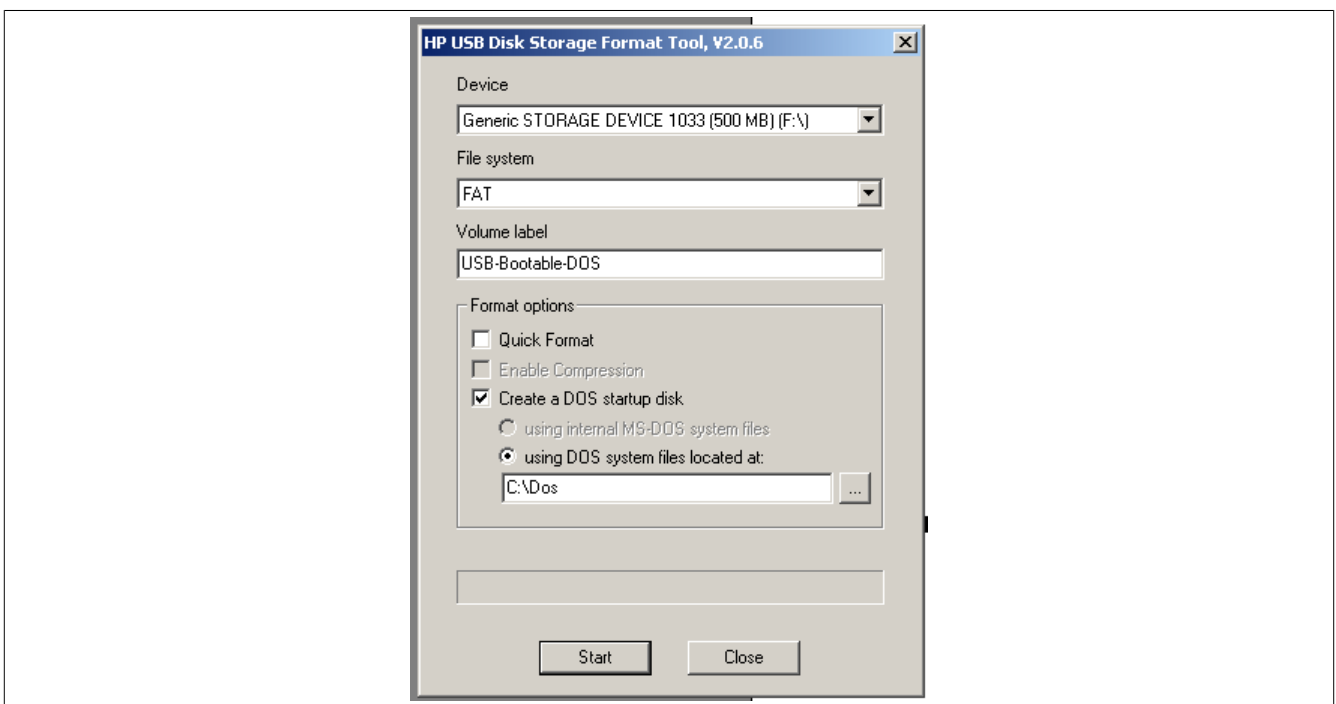 HP USB Disk Storage Format Tool, V2.0.6
Device
Generic STORAGE DEVICE 1033 (500 MB) (F:\)
File system
FAT
Volume label
USB-Bootable-DOS
Format options
Quick Format
Enable Compression
Create a DOS startup disk
using internal MS-DOS system files
using DOS system files located at:
C:\Dos
...
Start Close